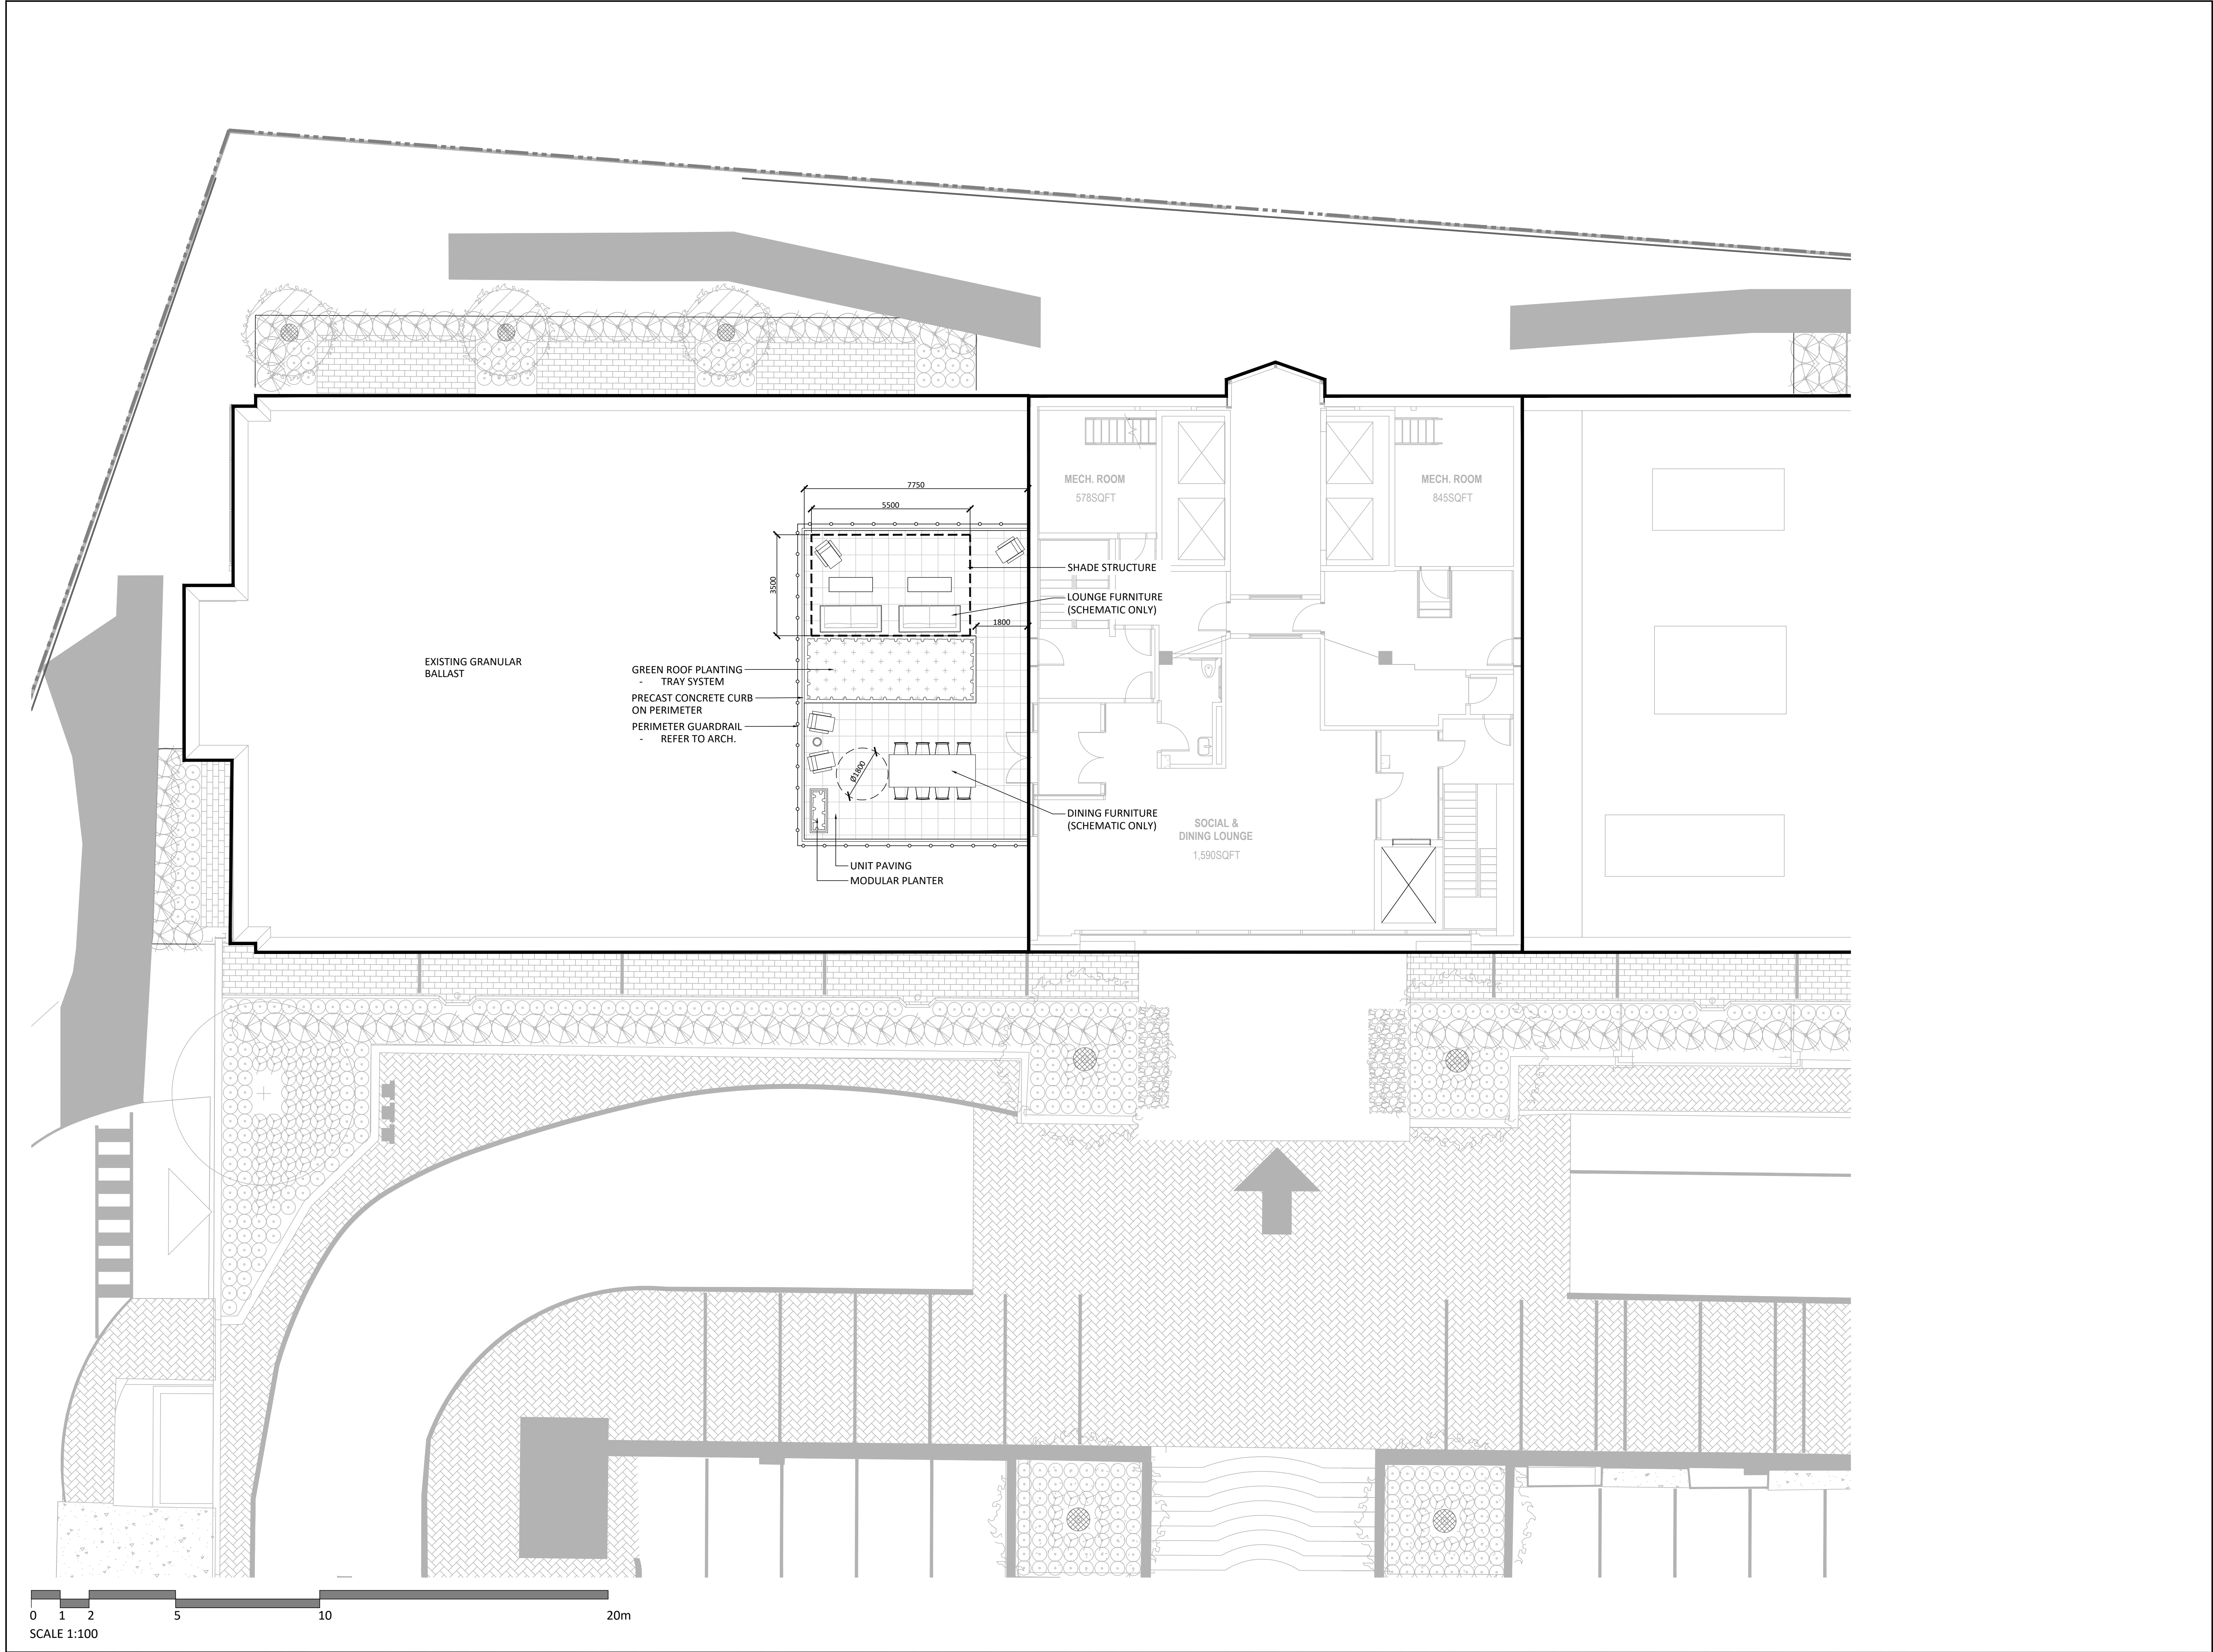 MECH. ROOM
578SQFT
MECH. ROOM
845SQFT
7750
5500
3500
SHADE STRUCTURE
LOUNGE FURNITURE
(SCHEMATIC ONLY)
1800
EXISTING GRANULAR
BALLAST
GREEN ROOF PLANTING
- TRAY SYSTEM
PRECAST CONCRETE CURB
ON PERIMETER
PERIMETER GUARDRAIL
- REFER TO ARCH.
Ø1800
DINING FURNITURE
(SCHEMATIC ONLY)
SOCIAL &
DINING LOUNGE
1,590SQFT
UNIT PAVING
MODULAR PLANTER
0 1 2 5 10 20m
SCALE 1:100